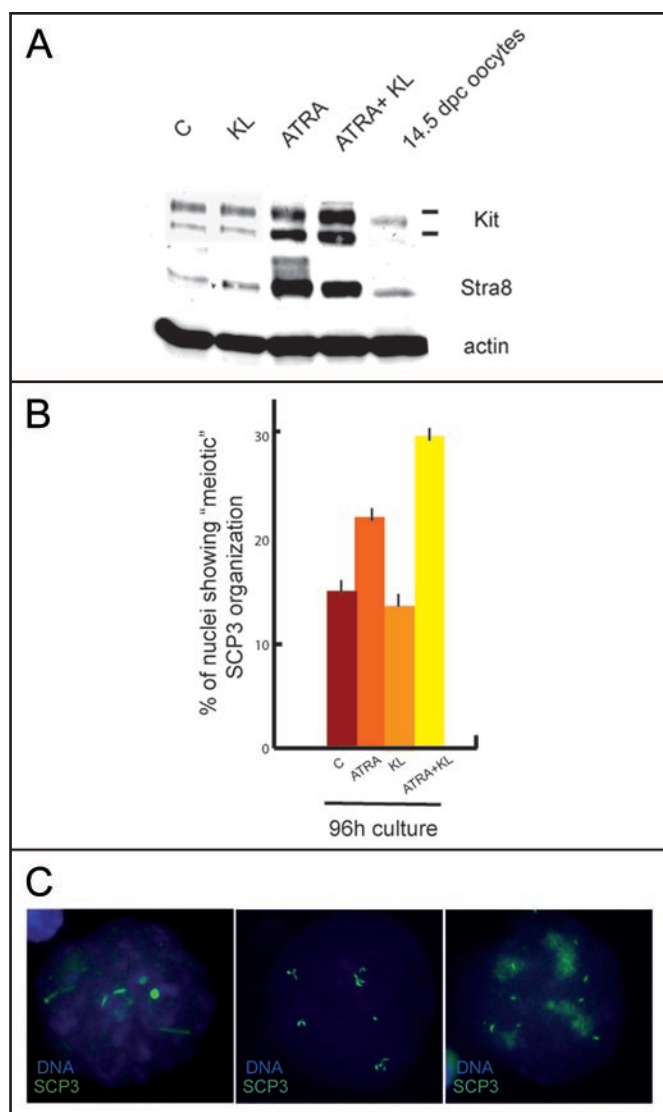 A
C
KL
ATRA
ATRA+ KL
14.5 dpc oocytes
Kit
Stra8
actin
B
% of nuclei showing “meiotic”
SCP3 organization
30
20
10
0
C
ATRA
KL
ATRA+KL
96h culture
C
DNA
SCP3
DNA
SCP3
DNA
SCP3